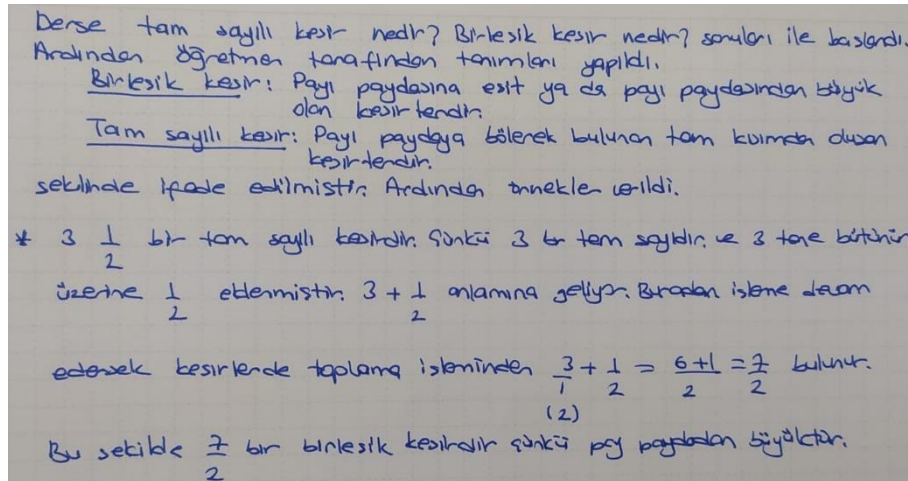 Derse tam sayılı kesir nedir? Birleşik kesir nedir? soruları ile başlandı.
Ardından öğretmen tarafından tanımları yapıldı.
Birleşik kesir: Payı paydasına eşit ya da payı paydasından büyük
olan kesirlerdir.
Tam sayılı kesir: Payı paydaya bölerek bulunan tam kısımdan oluşan
kesirlerdir.
şeklinde ifade edilmiştir. Ardından örnekler verildi.
* 3 1/2 bir tam sayılı kesirdir. Çünkü 3 bir tam sayıdır. ve 3 tane bütünün
üzerine 1/2 eklenmiştir. 3 + 1/2 anlamına geliyor. Buradan işleme devam
edersek kesirlerde toplama işleminden 3/1 + 1/2 = 6+1/2 = 7/2 bulunur.
(2)
Bu şekilde 7/2 bir birleşik kesirdir çünkü pay paydadan büyüktür.